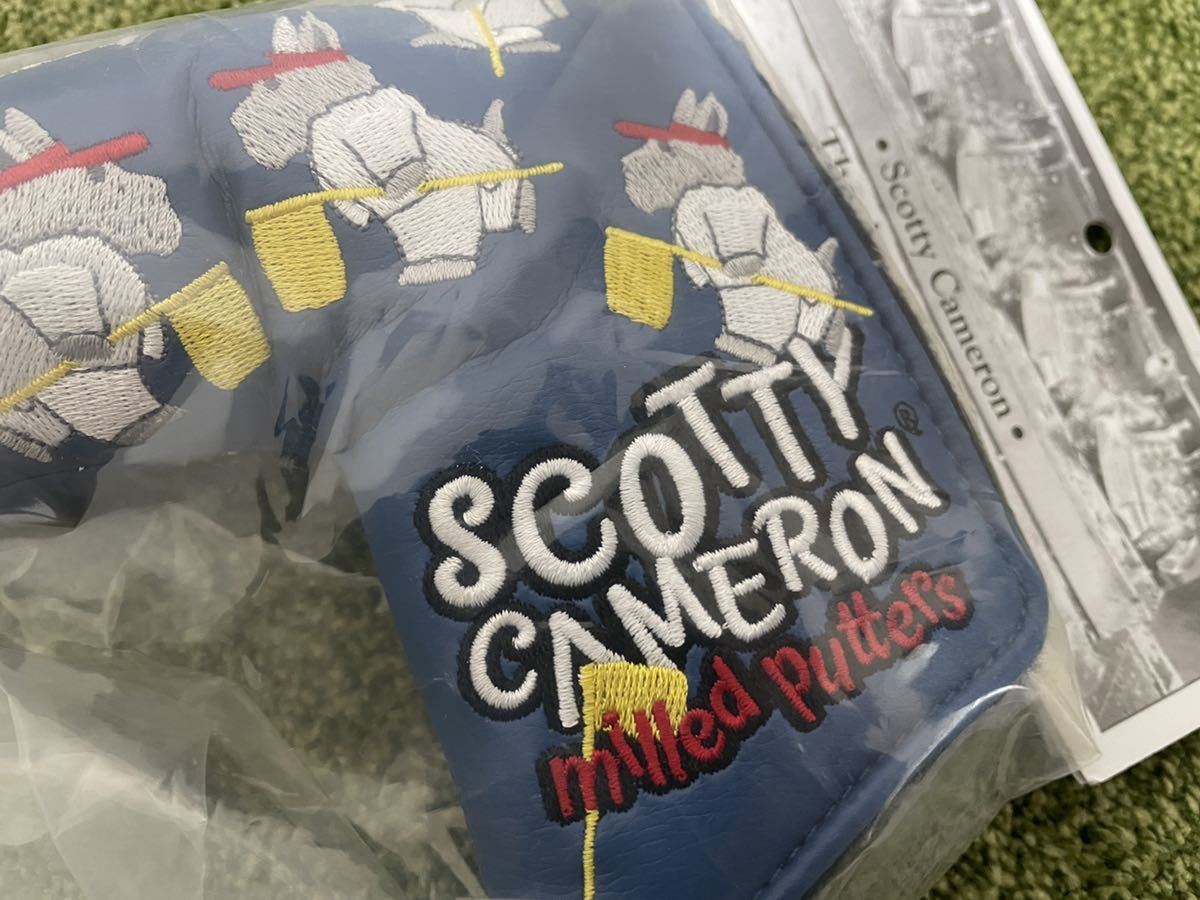 SCOTTY
CAMERON
®
milled putters
• Scotty Cameron •